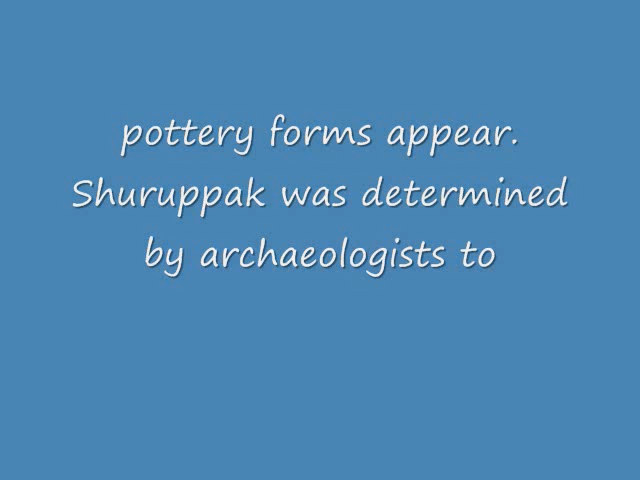 pottery forms appear.
Shuruppak was determined
by archaeologists to